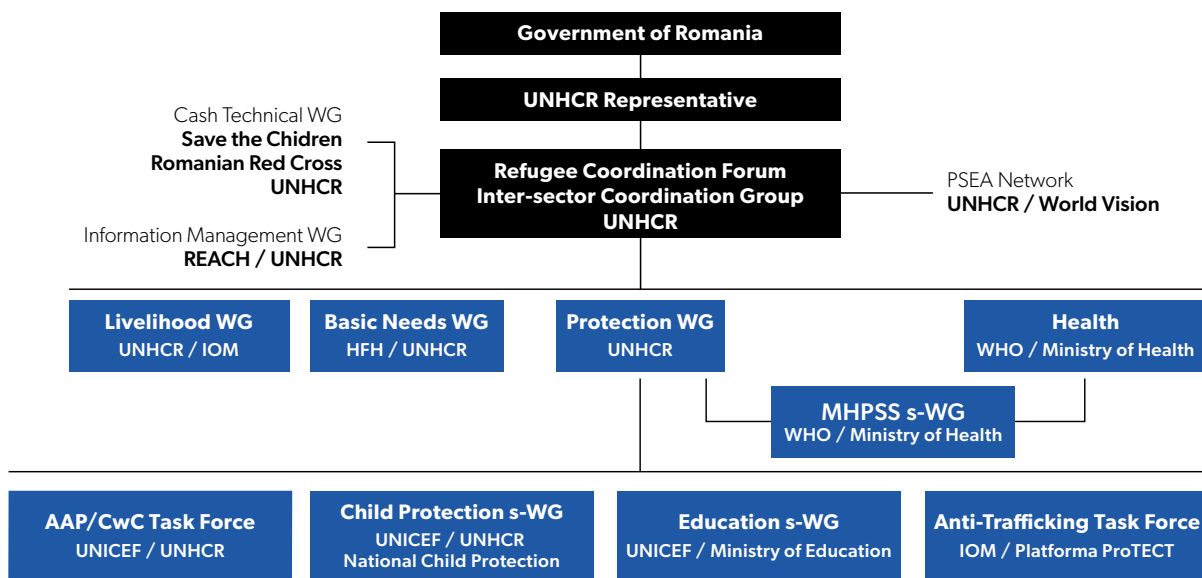 Government of Romania
UNHCR Representative
Cash Technical WG
Save the Chidren
Romanian Red Cross
UNHCR
Refugee Coordination Forum
Inter-sector Coordination Group
UNHCR
PSEA Network
UNHCR / World Vision
Information Management WG
REACH / UNHCR
Livelihood WG
UNHCR / IOM
Basic Needs WG
HFH / UNHCR
Protection WG
UNHCR
Health
WHO / Ministry of Health
MHPSS s-WG
WHO / Ministry of Health
AAP/CwC Task Force
UNICEF / UNHCR
Child Protection s-WG
UNICEF / UNHCR
National Child Protection
Education s-WG
UNICEF / Ministry of Education
Anti-Trafficking Task Force
IOM / Platforma ProTECT